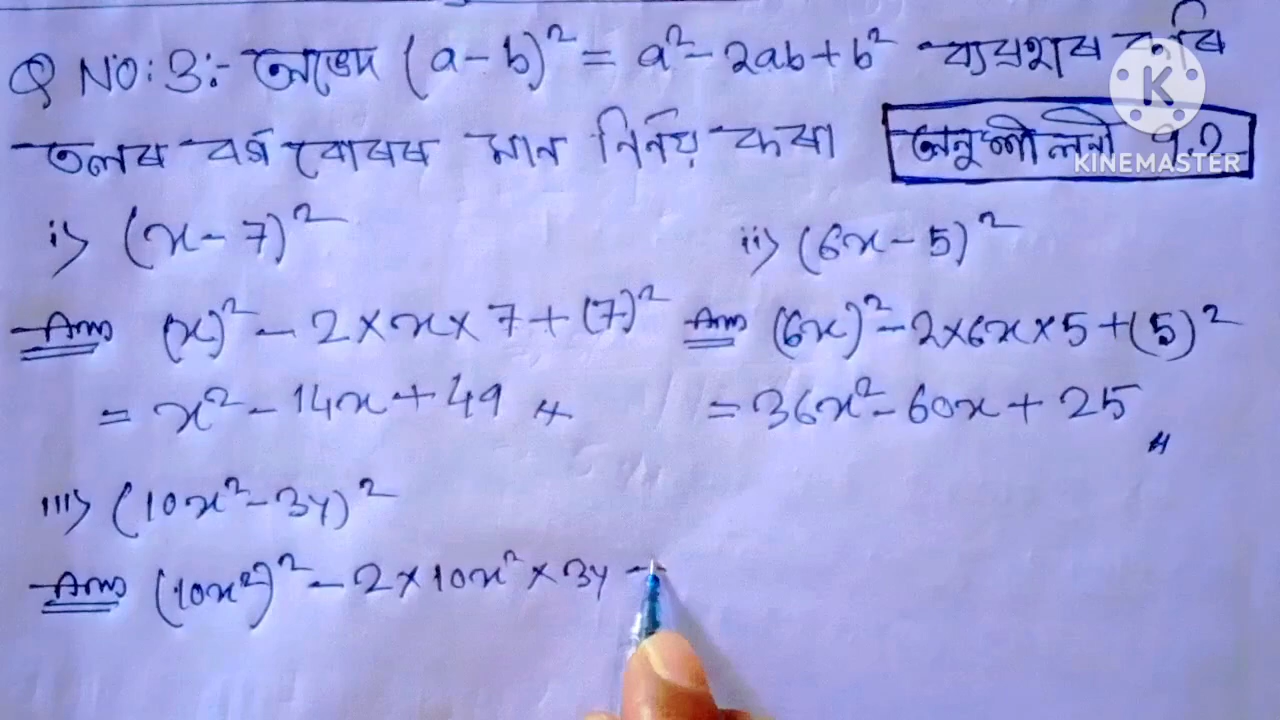 Q NO: 3:- অভেদ (a-b)² = a² - 2ab + b² ব্যৱহাৰ কৰি
তলৰ বৰ্গ বোৰৰ মান নিৰ্নয় কৰা
অনুশীলনী 9.2
KINEMASTER
i> (x - 7)²
ii> (6x - 5)²
Ans (x)² - 2 × x × 7 + (7)²
Ans (6x)² - 2×6x×5 + (5)²
= x² - 14x + 49
= 36x² - 60x + 25
iii> (10x² - 3y)²
Ans (10x²)² - 2 × 10x² × 3y -